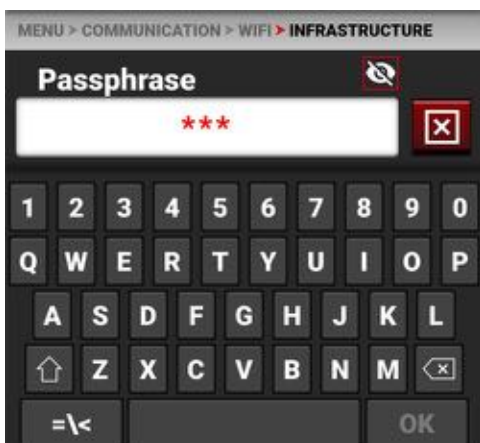 MENU > COMMUNICATION > WIFI > INFRASTRUCTURE
Passphrase
***
1 2 3 4 5 6 7 8 9 0
Q W E R T Y U I O P
A S D F G H J K L
Z X C V B N M
=\< OK